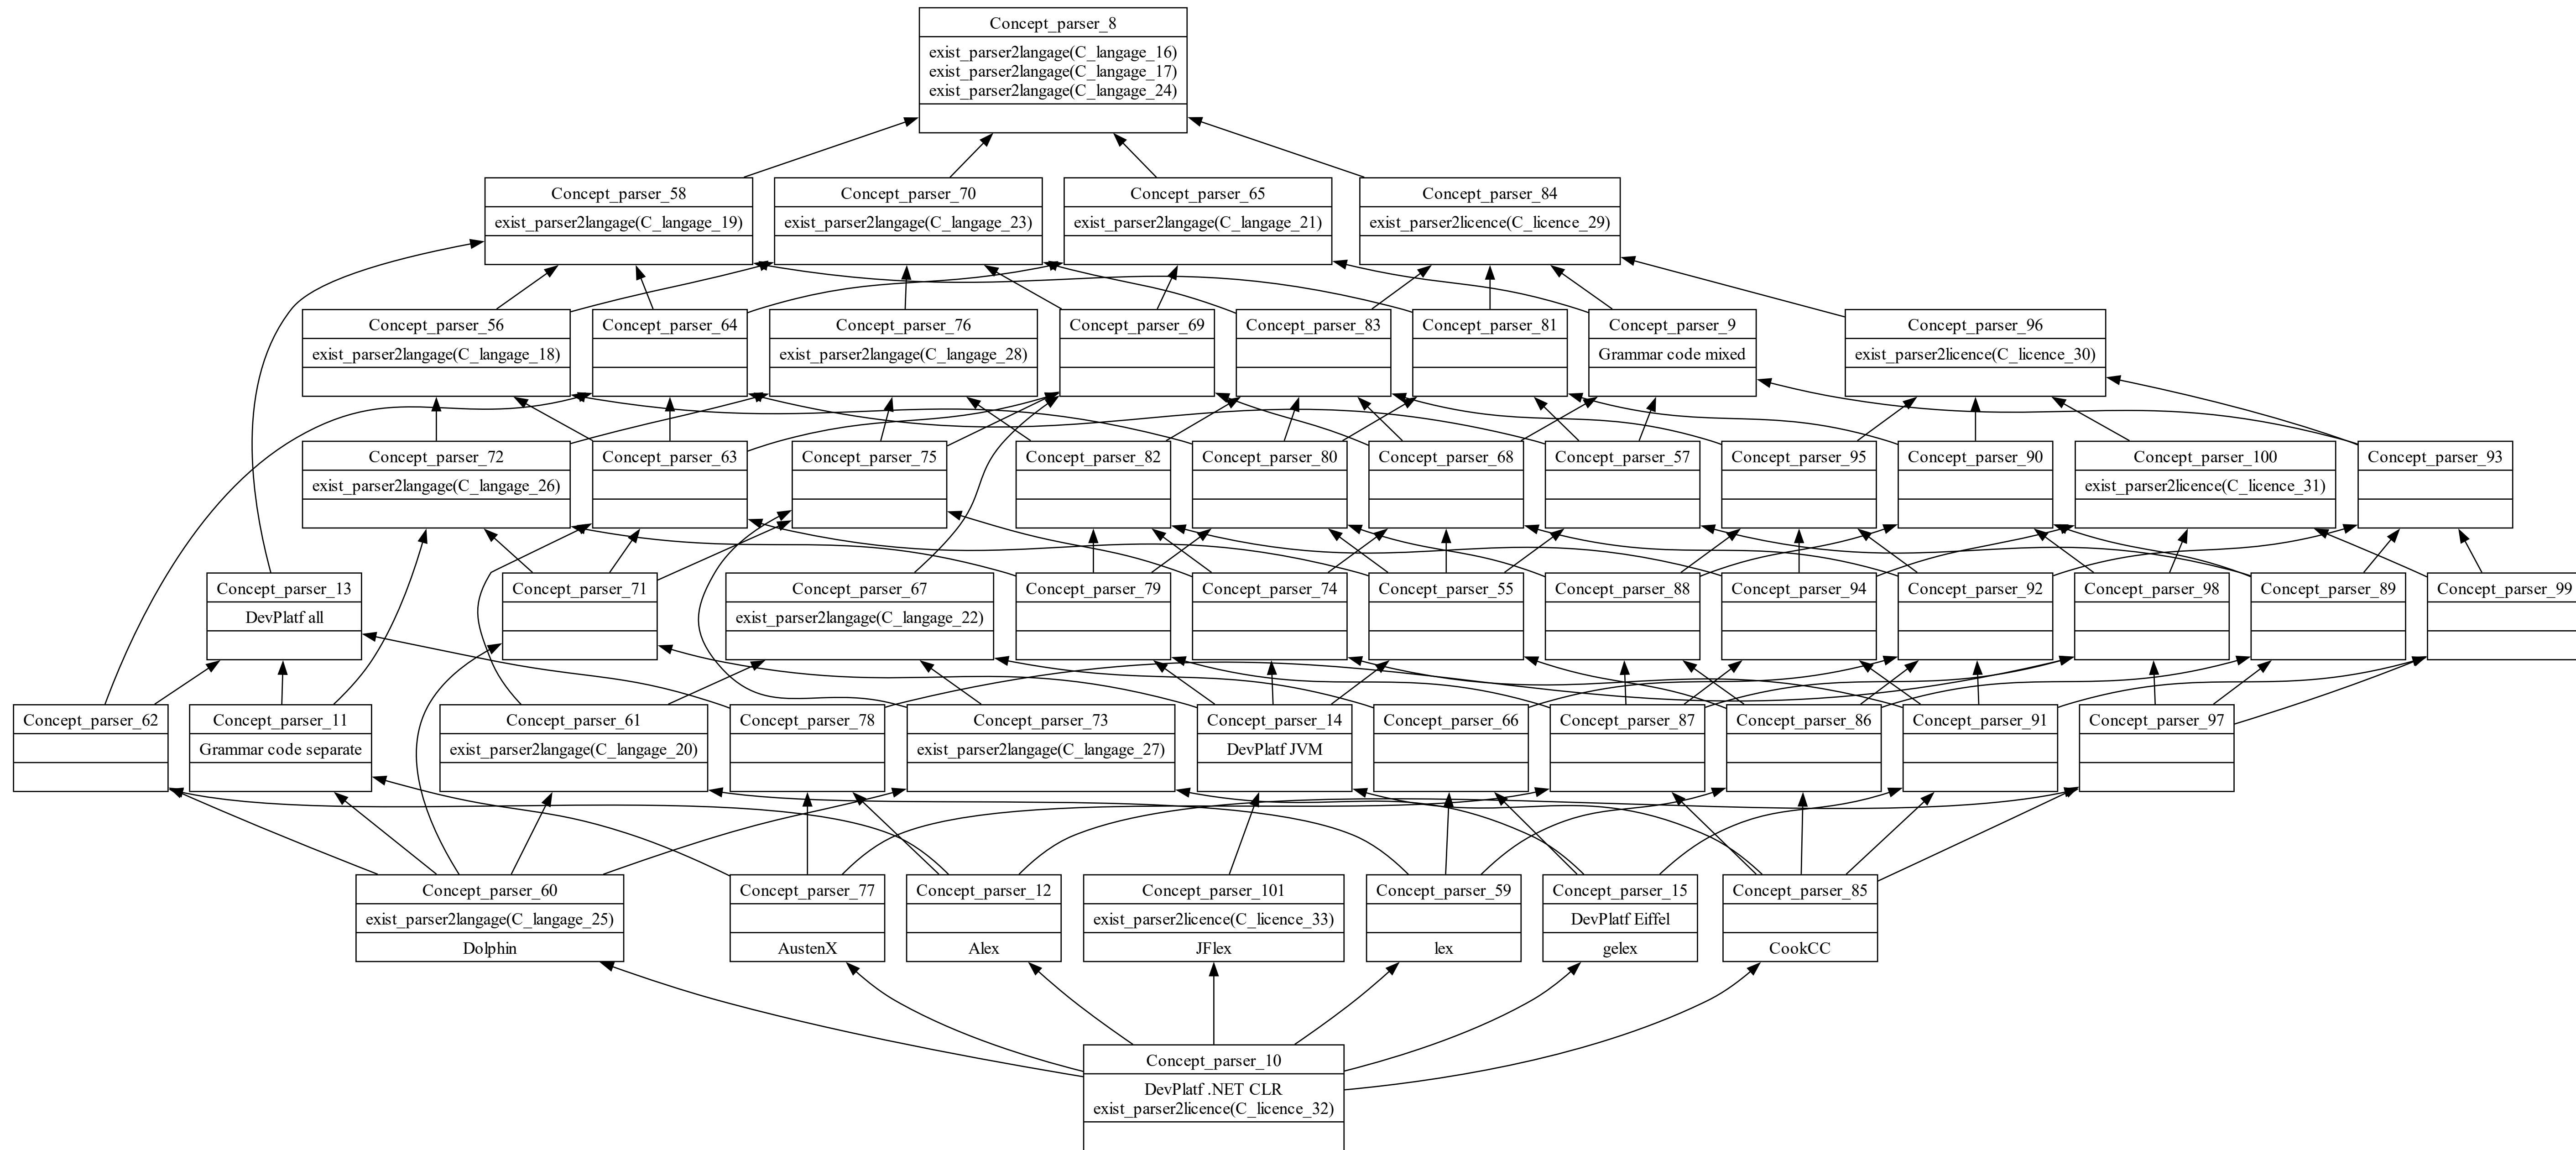 Concept_parser_8
exist_parser2langage(C_langage_16)
exist_parser2langage(C_langage_17)
exist_parser2langage(C_langage_24)
Concept_parser_58
exist_parser2langage(C_langage_19)
Concept_parser_70
exist_parser2langage(C_langage_23)
Concept_parser_65
exist_parser2langage(C_langage_21)
Concept_parser_84
exist_parser2licence(C_licence_29)
Concept_parser_56
exist_parser2langage(C_langage_18)
Concept_parser_64
Concept_parser_76
exist_parser2langage(C_langage_28)
Concept_parser_69
Concept_parser_83
Concept_parser_81
Concept_parser_9
Grammar code mixed
Concept_parser_96
exist_parser2licence(C_licence_30)
Concept_parser_72
exist_parser2langage(C_langage_26)
Concept_parser_63
Concept_parser_75
Concept_parser_82
Concept_parser_80
Concept_parser_68
Concept_parser_57
Concept_parser_95
Concept_parser_90
Concept_parser_100
exist_parser2licence(C_licence_31)
Concept_parser_93
Concept_parser_13
DevPlatf all
Concept_parser_71
Concept_parser_67
exist_parser2langage(C_langage_22)
Concept_parser_79
Concept_parser_74
Concept_parser_55
Concept_parser_88
Concept_parser_94
Concept_parser_92
Concept_parser_98
Concept_parser_89
Concept_parser_99
Concept_parser_62
Concept_parser_11
Grammar code separate
Concept_parser_61
exist_parser2langage(C_langage_20)
Concept_parser_78
Concept_parser_73
exist_parser2langage(C_langage_27)
Concept_parser_14
DevPlatf JVM
Concept_parser_66
Concept_parser_87
Concept_parser_86
Concept_parser_91
Concept_parser_97
Concept_parser_60
exist_parser2langage(C_langage_25)
Dolphin
Concept_parser_77
AustenX
Concept_parser_12
Alex
Concept_parser_101
exist_parser2licence(C_licence_33)
JFlex
Concept_parser_59
lex
Concept_parser_15
DevPlatf Eiffel
gelex
Concept_parser_85
CookCC
Concept_parser_10
DevPlatf .NET CLR
exist_parser2licence(C_licence_32)